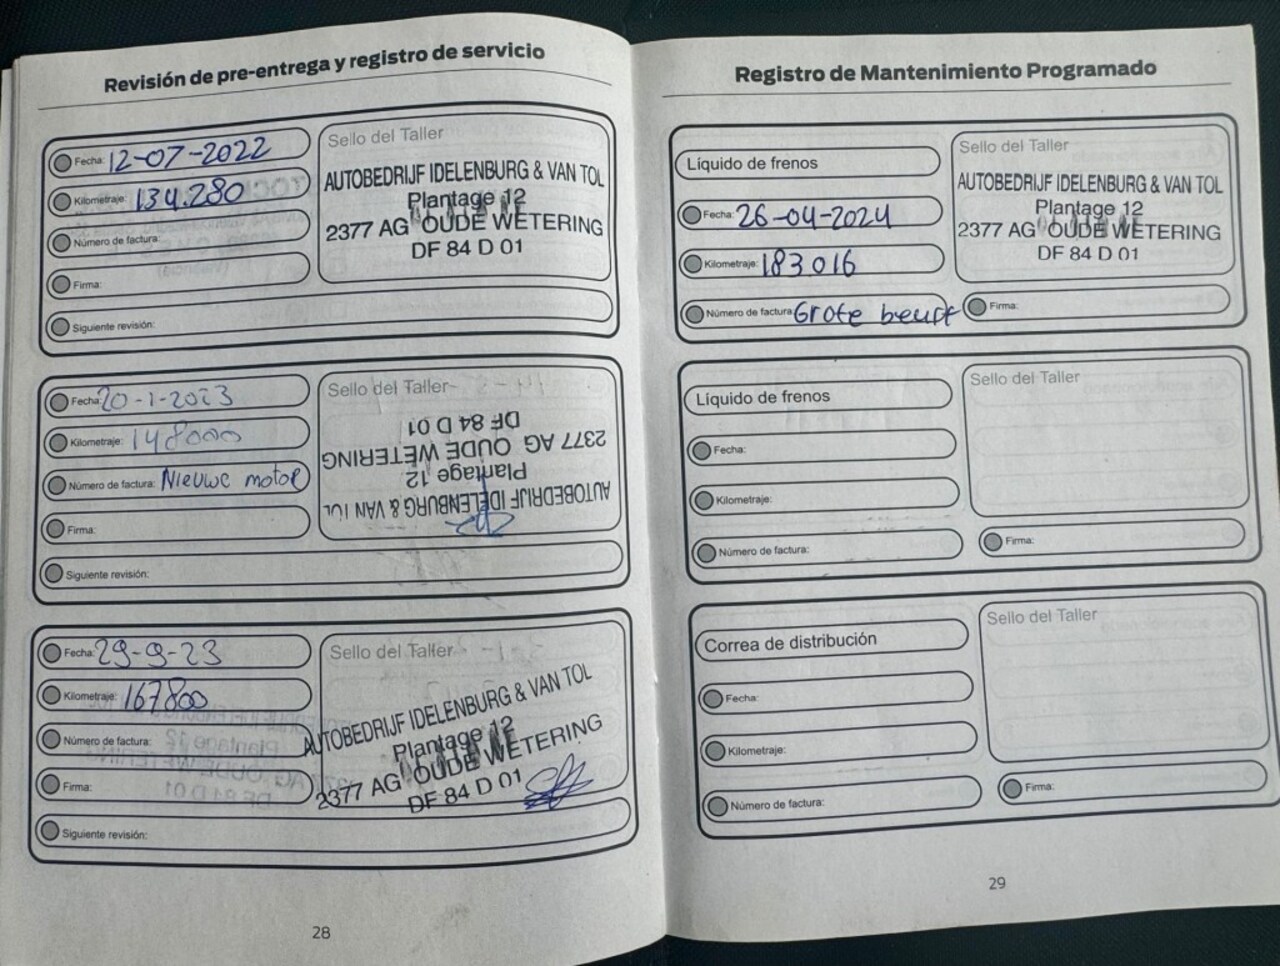 Revisión de pre-entrega y registro de servicio
Fecha: 12-07-2022
Kilometraje: 134.280
Número de factura:
Firma:
Siguiente revisión:
Sello del Taller
AUTOBEDRIJF IDELENBURG & VAN TOL
Plantage 12
2377 AG OUDE WETERING
DF 84 D 01
Fecha: 20-1-2023
Kilometraje: 148000
Número de factura: Nieuwe motor
Firma:
Siguiente revisión:
Sello del Taller
AUTOBEDRIJF IDELENBURG & VAN TOL
Plantage 12
2377 AG OUDE WETERING
DF 84 D 01
Fecha: 29-9-23
Kilometraje: 167800
Número de factura:
Firma:
Siguiente revisión:
Sello del Taller
AUTOBEDRIJF IDELENBURG & VAN TOL
Plantage 12
2377 AG OUDE WETERING
DF 84 D 01
28
Registro de Mantenimiento Programado
Líquido de frenos
Fecha: 26-04-2024
Kilometraje: 183016
Número de factura: Grote beurt
Firma:
Sello del Taller
AUTOBEDRIJF IDELENBURG & VAN TOL
Plantage 12
2377 AG OUDE WETERING
DF 84 D 01
Líquido de frenos
Fecha:
Kilometraje:
Número de factura:
Firma:
Sello del Taller
Correa de distribución
Fecha:
Kilometraje:
Número de factura:
Firma:
Sello del Taller
29